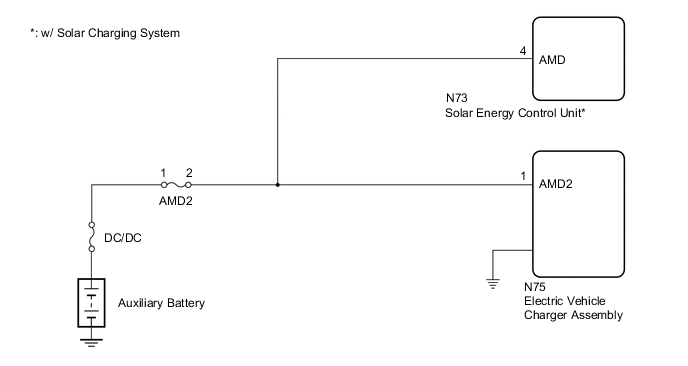 *: w/ Solar Charging System
4
AMD
N73
Solar Energy Control Unit*
1 2
AMD2
1
AMD2
DC/DC
N75
Electric Vehicle
Charger Assembly
Auxiliary Battery